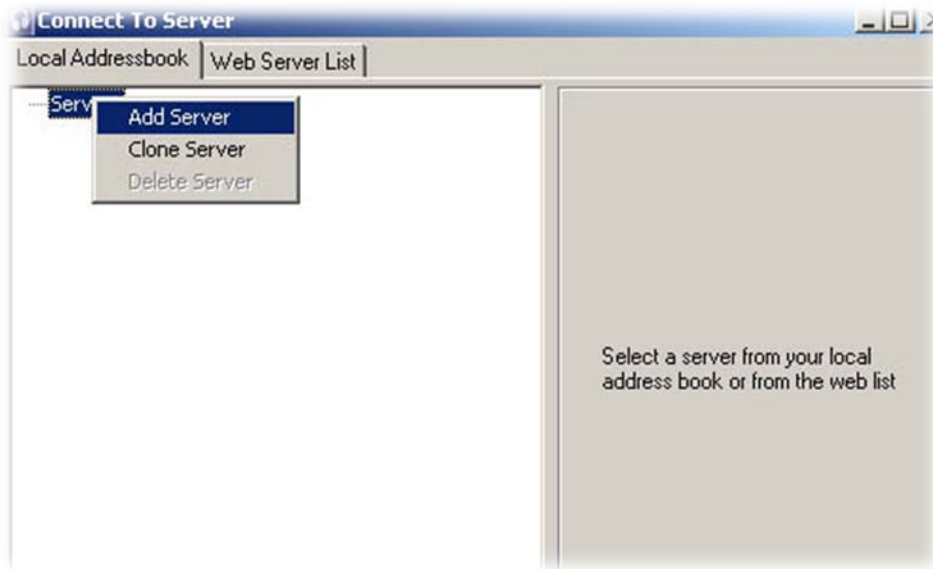 Connect To Server
Local Addressbook
Web Server List
Serv
Add Server
Clone Server
Delete Server
Select a server from your local
address book or from the web list